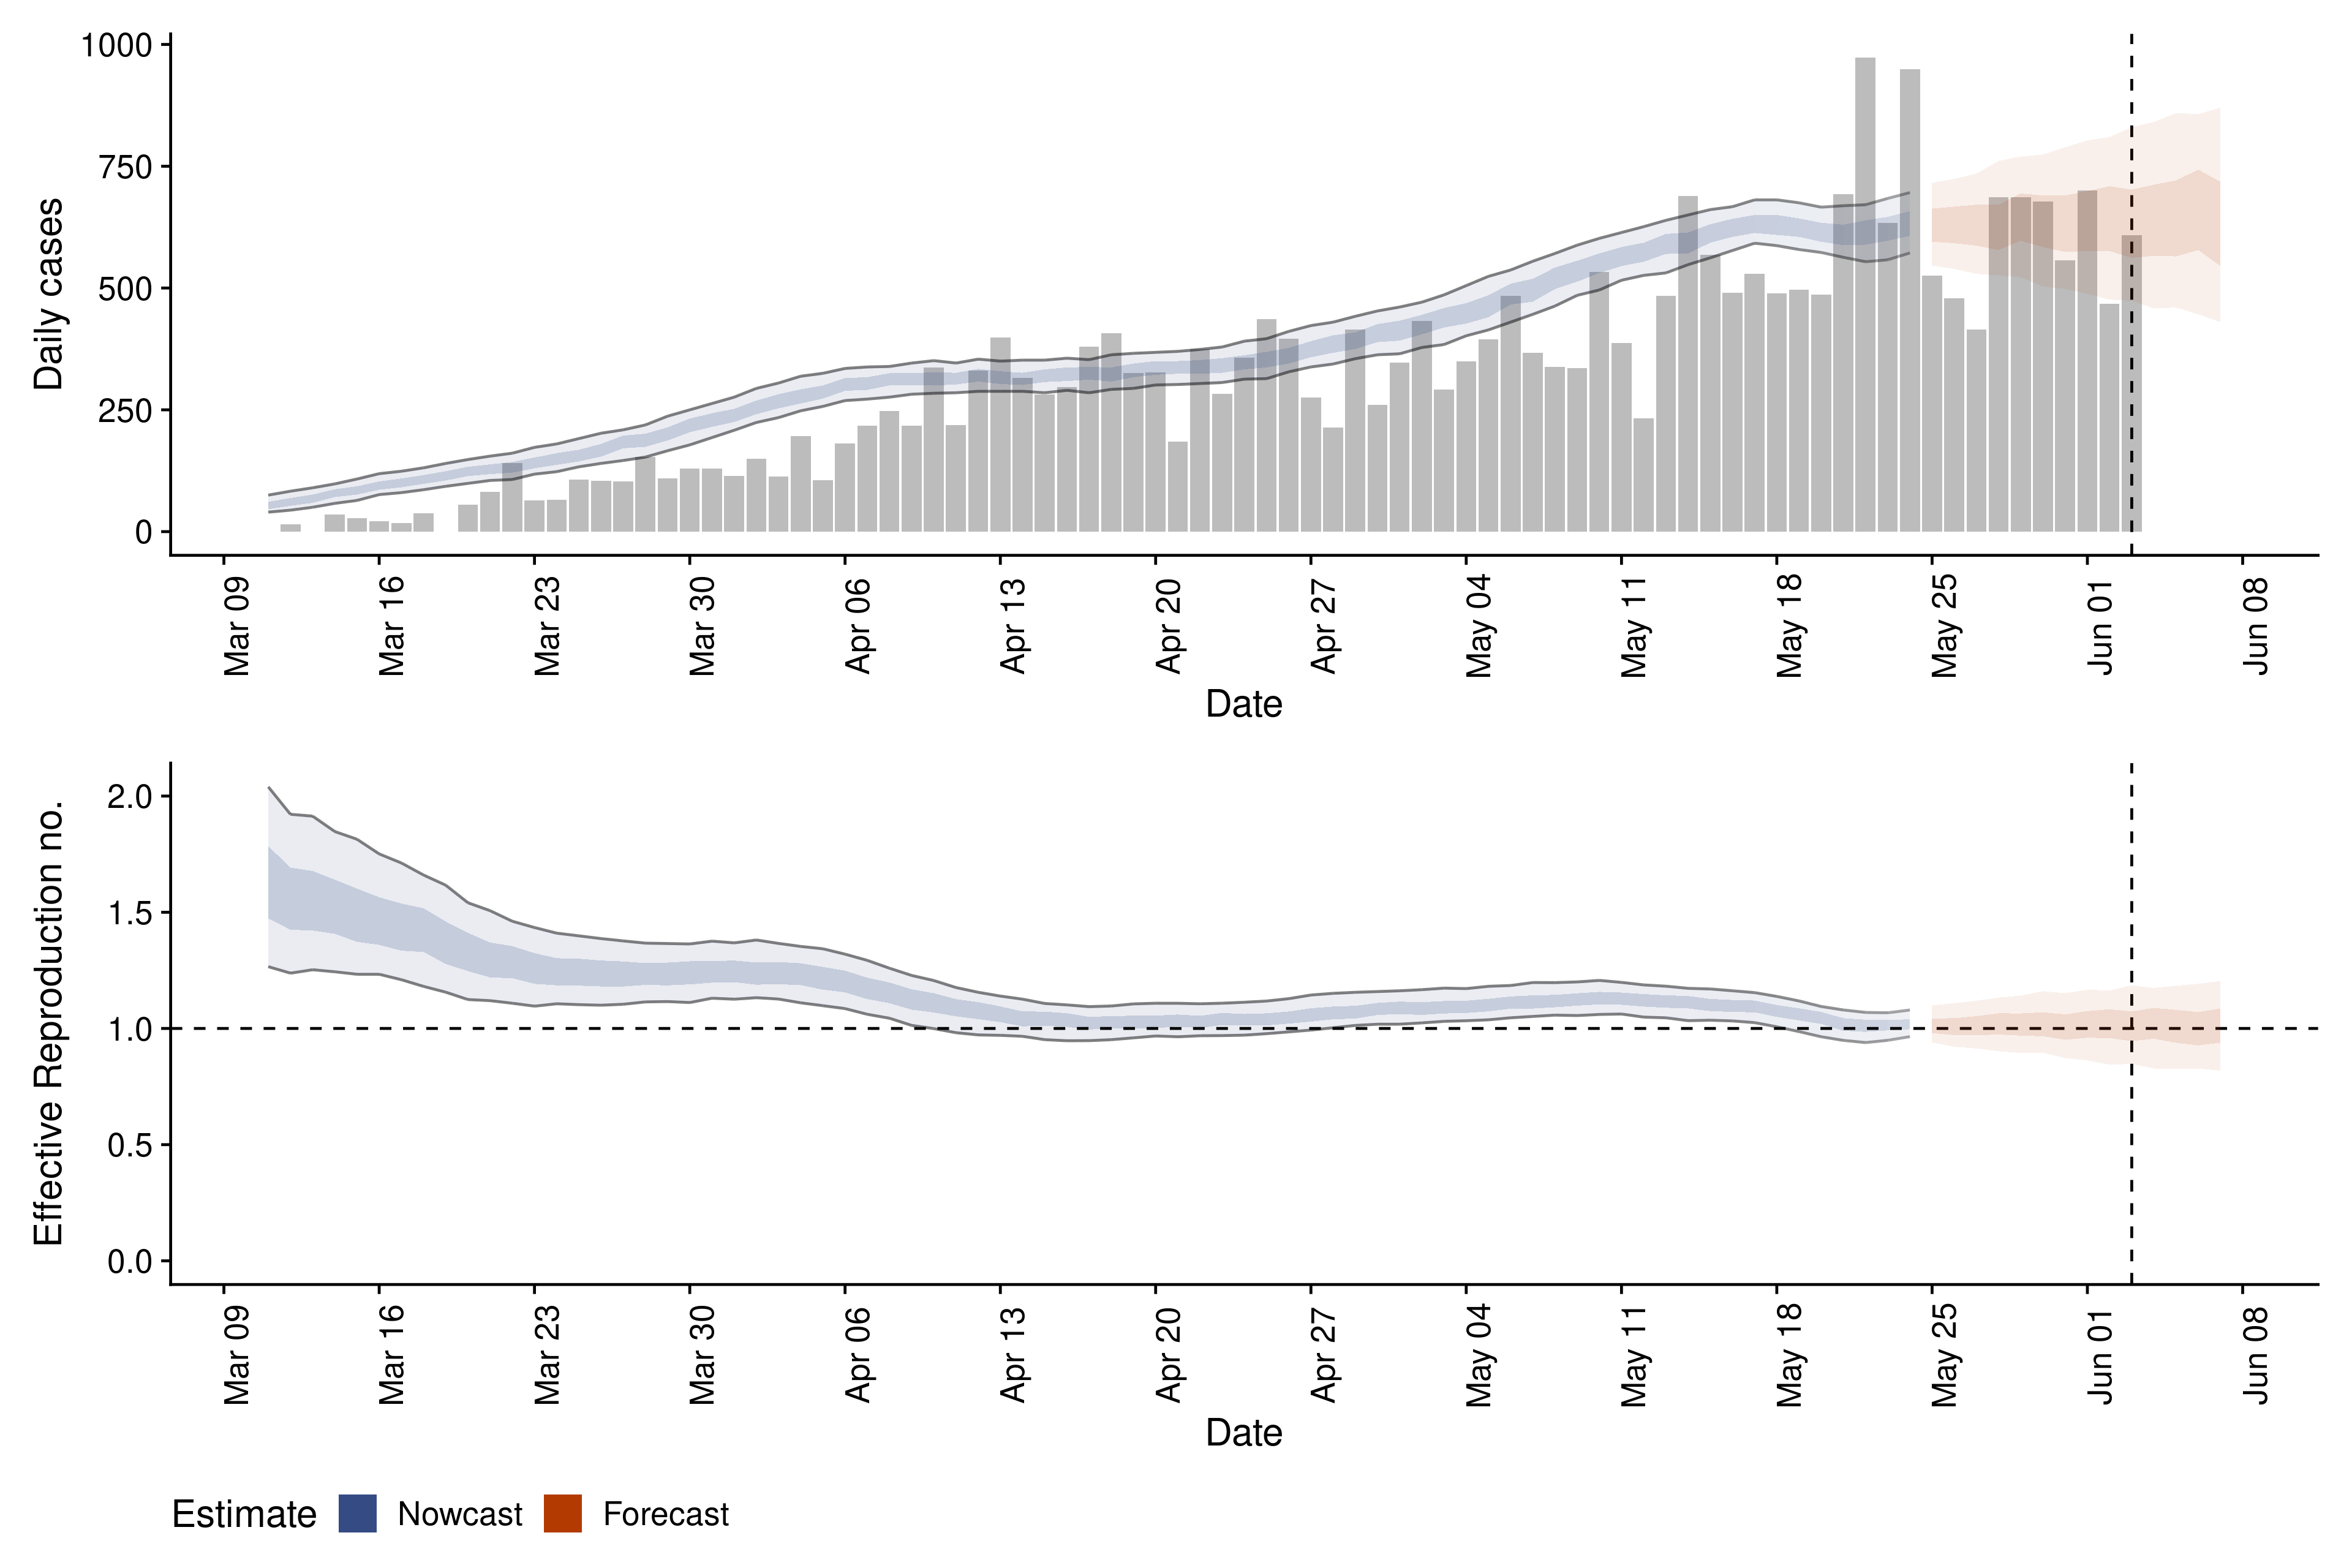 Daily cases
1000
750
500
250
0
Mar 09
Mar 16
Mar 23
Mar 30
Apr 06
Apr 13
Apr 20
Apr 27
May 04
May 11
May 18
May 25
Jun 01
Jun 08
Date
Effective Reproduction no.
2.0
1.5
1.0
0.5
0.0
Mar 09
Mar 16
Mar 23
Mar 30
Apr 06
Apr 13
Apr 20
Apr 27
May 04
May 11
May 18
May 25
Jun 01
Jun 08
Date
Estimate Nowcast Forecast